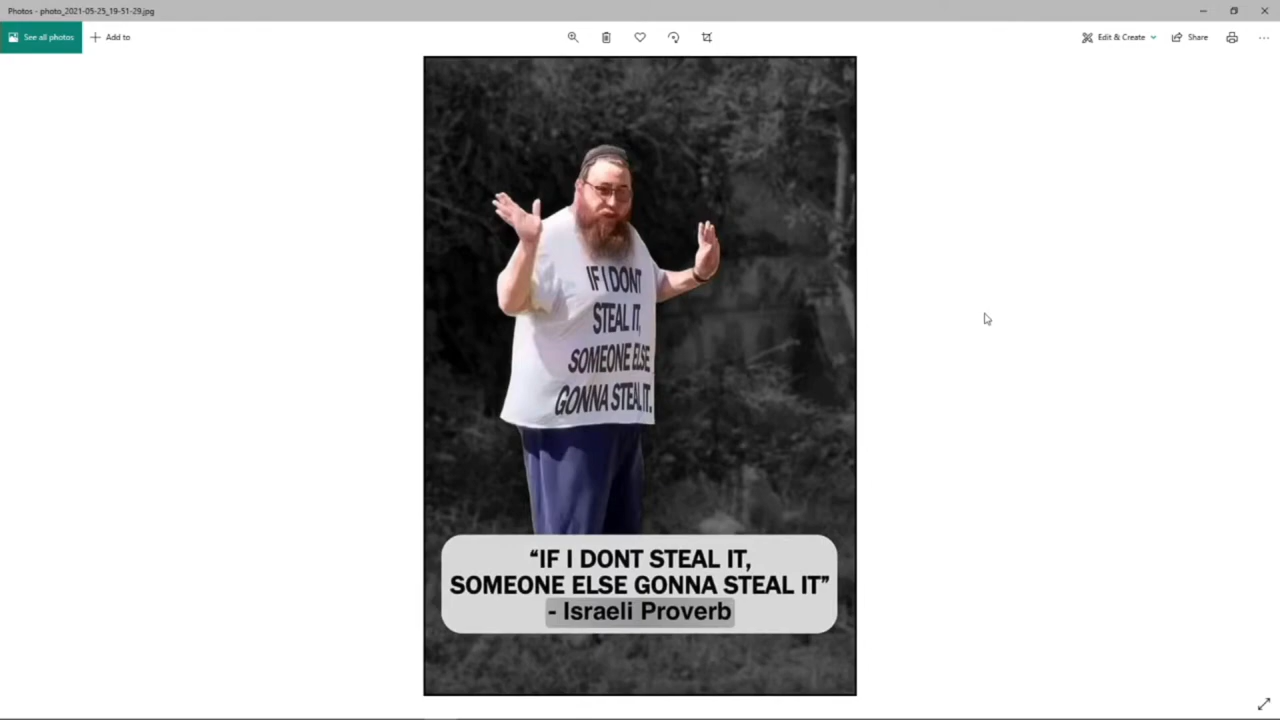 Photos - photo_2021-05-25_19-51-29.jpg
See all photos
Add to
Edit & Create
Share
IF I DONT
STEAL IT,
SOMEONE ELSE
GONNA STEAL IT.
“IF I DONT STEAL IT,
SOMEONE ELSE GONNA STEAL IT”
- Israeli Proverb